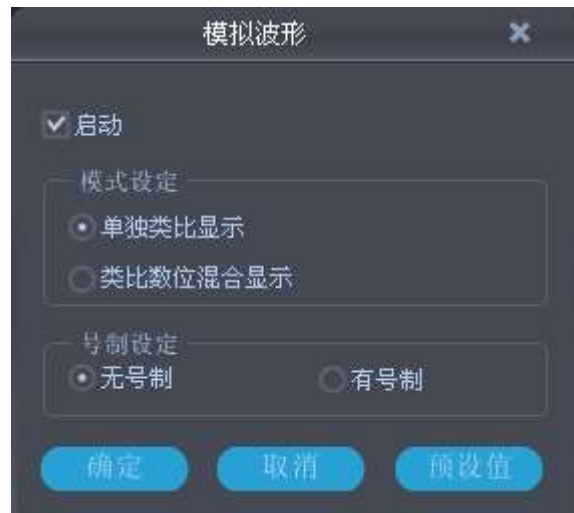 模拟波形
启动
模式设定
单独类比显示
类比数位混合显示
号制设定
无号制 有号制
确定 取消 预设值